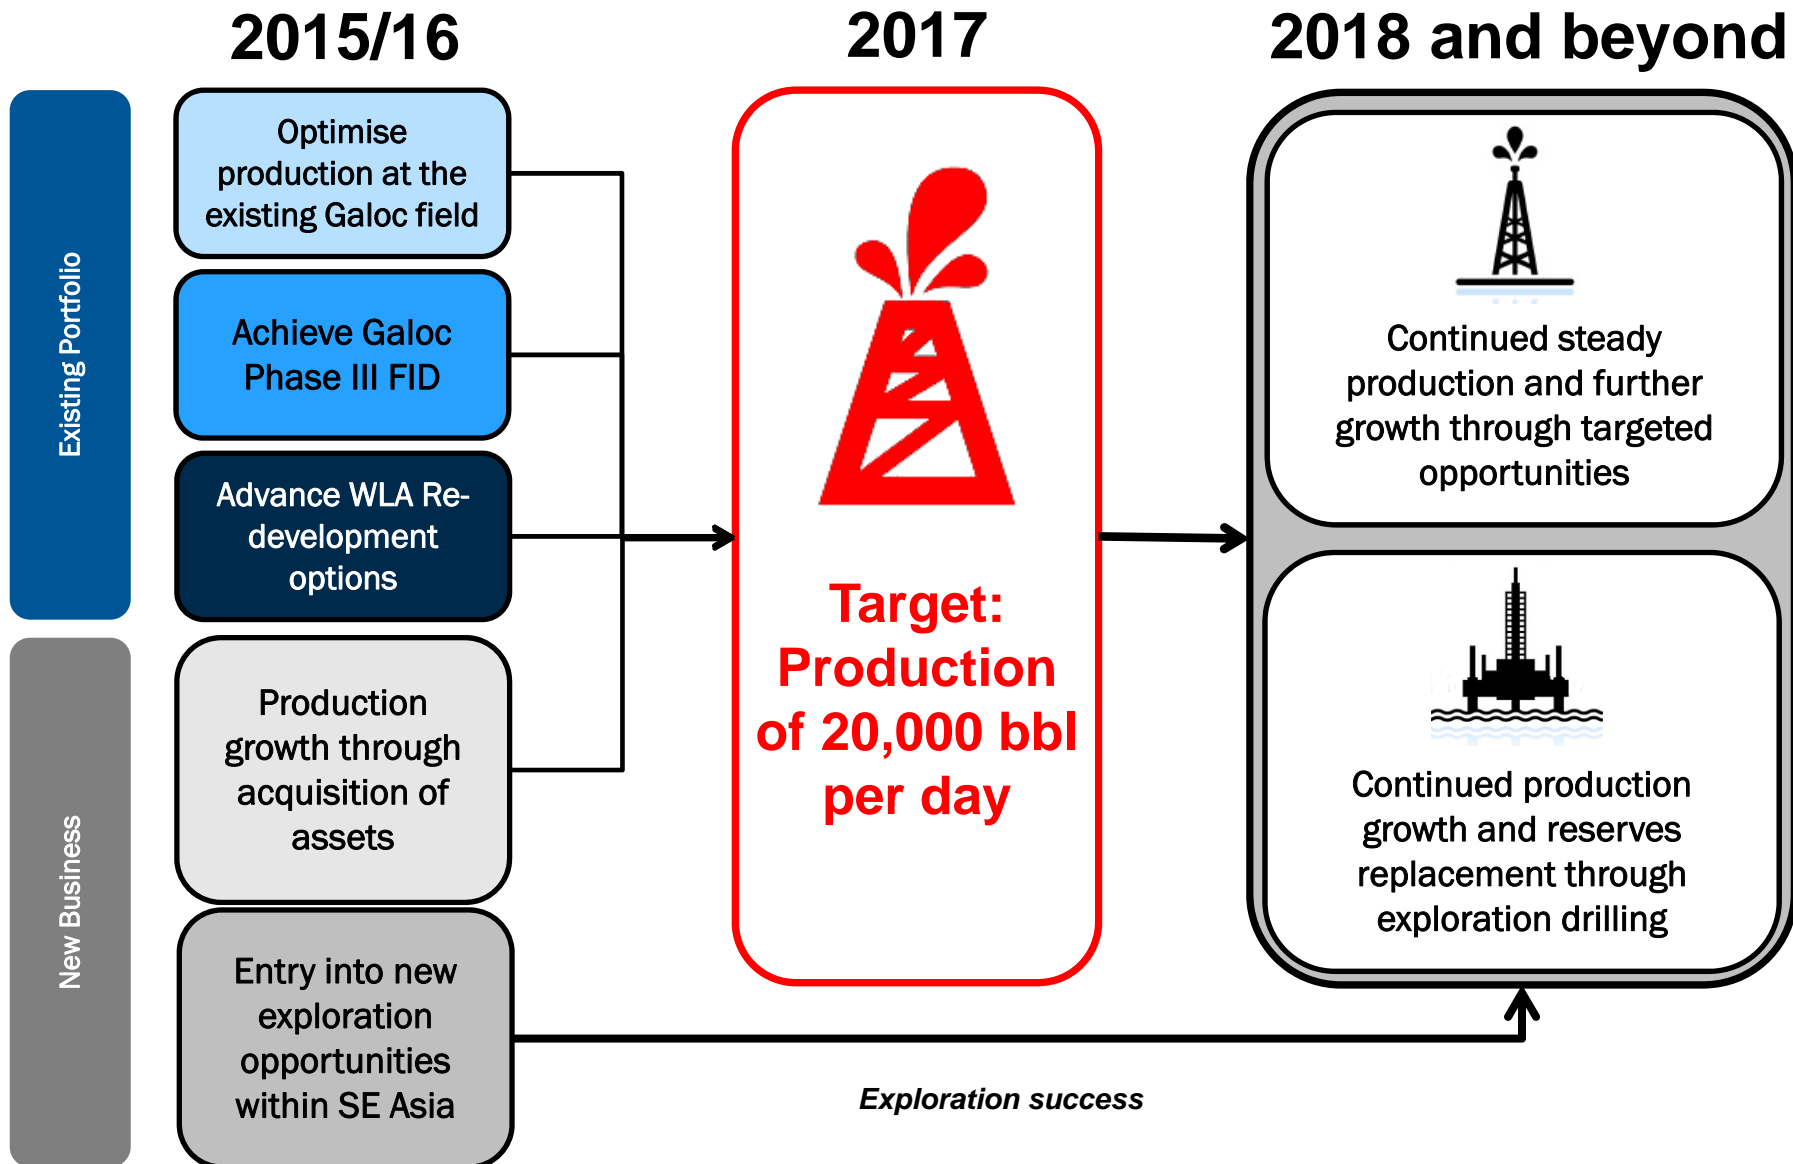 2015/16
2017
2018 and beyond
Existing Portfolio
Optimise
production at the
existing Galoc field
Achieve Galoc
Phase III FID
Advance WLA Re-
development
options
New Business
Production
growth through
acquisition of
assets
Entry into new
exploration
opportunities
within SE Asia
Target:
Production
of 20,000 bbl
per day
Continued steady
production and further
growth through targeted
opportunities
Continued production
growth and reserves
replacement through
exploration drilling
Exploration success